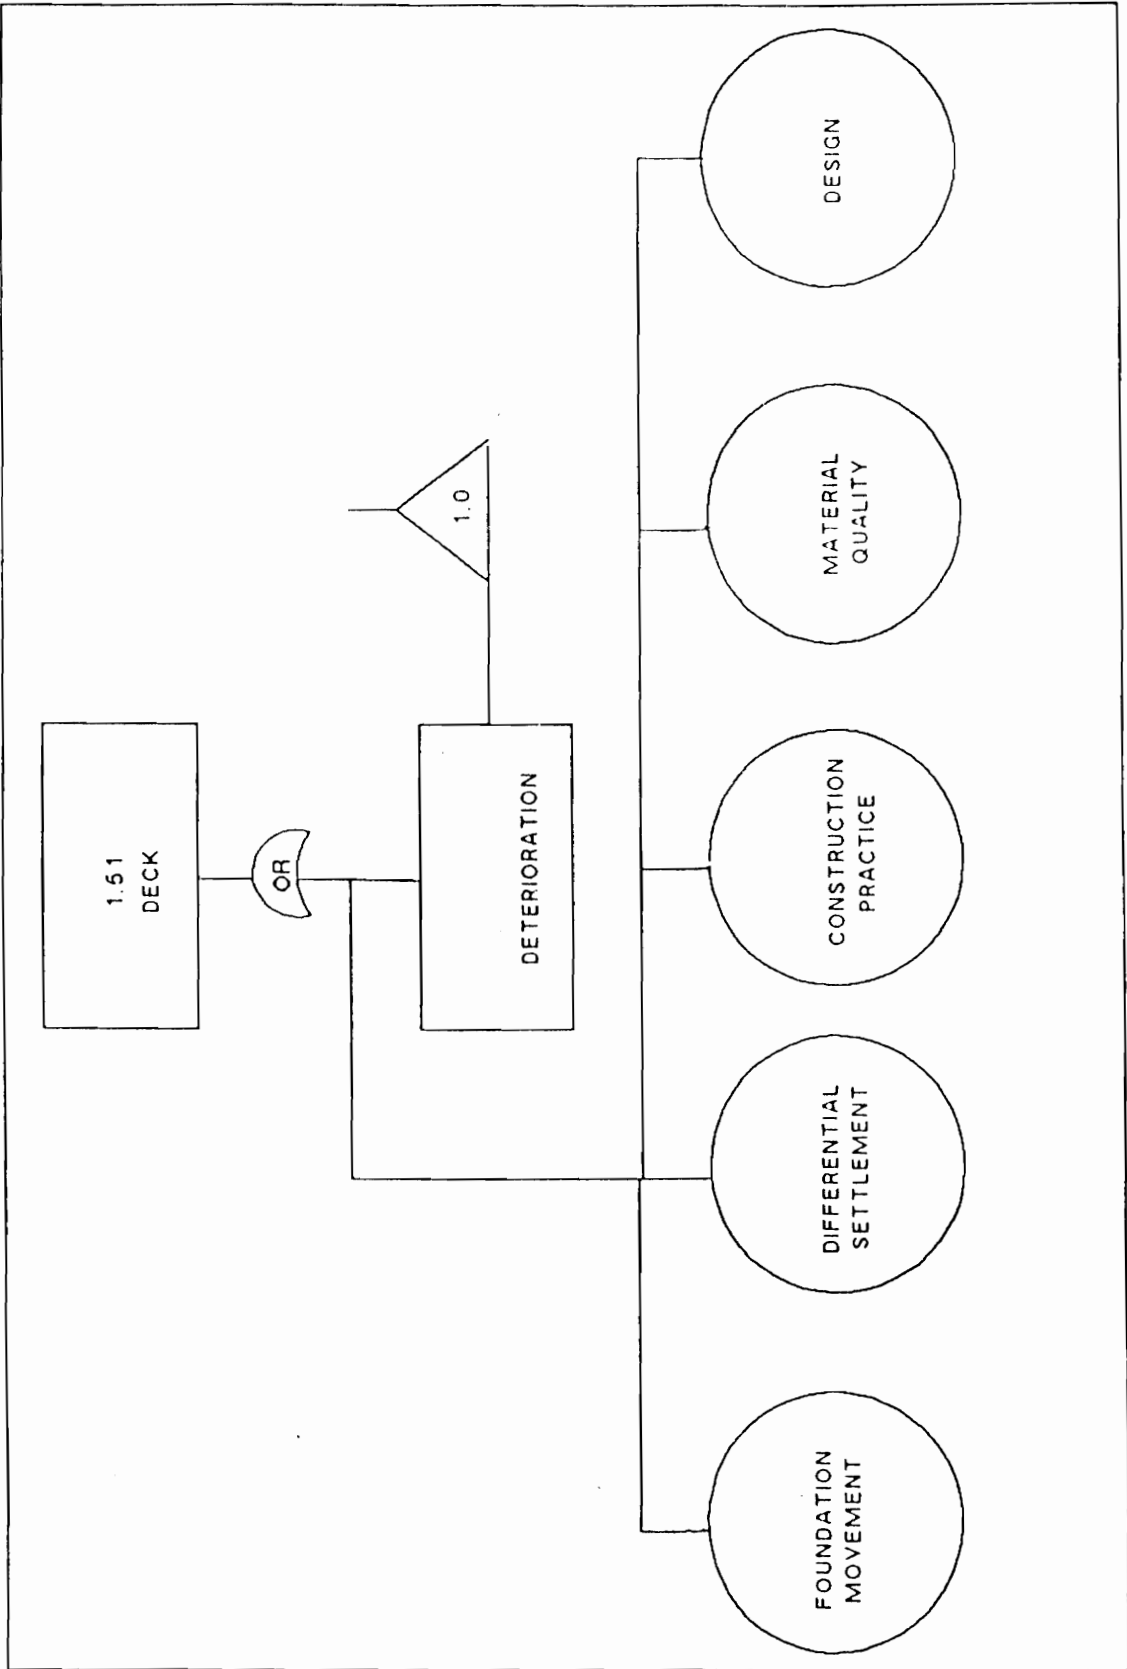 1.51
DECK
OR
DETERIORATION
1.0
FOUNDATION
MOVEMENT
DIFFERENTIAL
SETTLEMENT
CONSTRUCTION
PRACTICE
MATERIAL
QUALITY
DESIGN